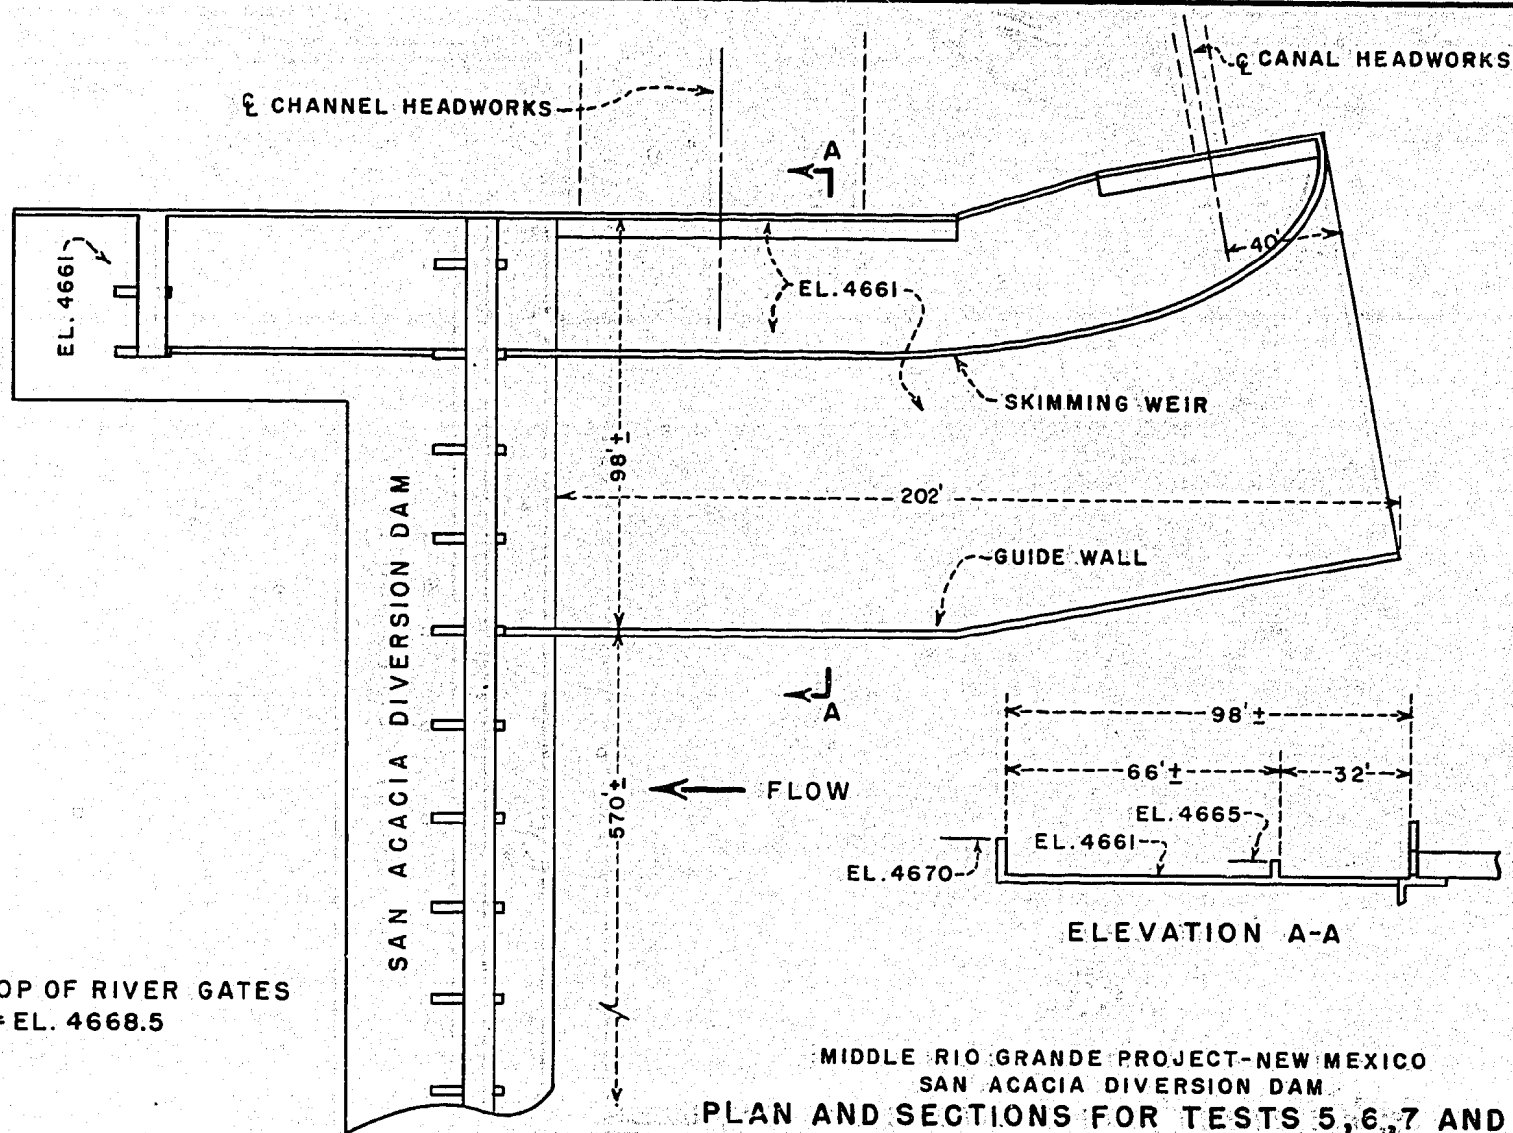 ℄ CHANNEL HEADWORKS
℄ CANAL HEADWORKS
A
EL. 4661
40'
EL. 4661
SKIMMING WEIR
98'±
202'
SAN ACACIA DIVERSION DAM
GUIDE WALL
A
98'±
66'±
32'
570'±
FLOW
EL. 4665
EL. 4661
EL. 4670
ELEVATION A-A
OP OF RIVER GATES
= EL. 4668.5
MIDDLE RIO GRANDE PROJECT-NEW MEXICO
SAN ACACIA DIVERSION DAM
PLAN AND SECTIONS FOR TESTS 5,6,7 AND